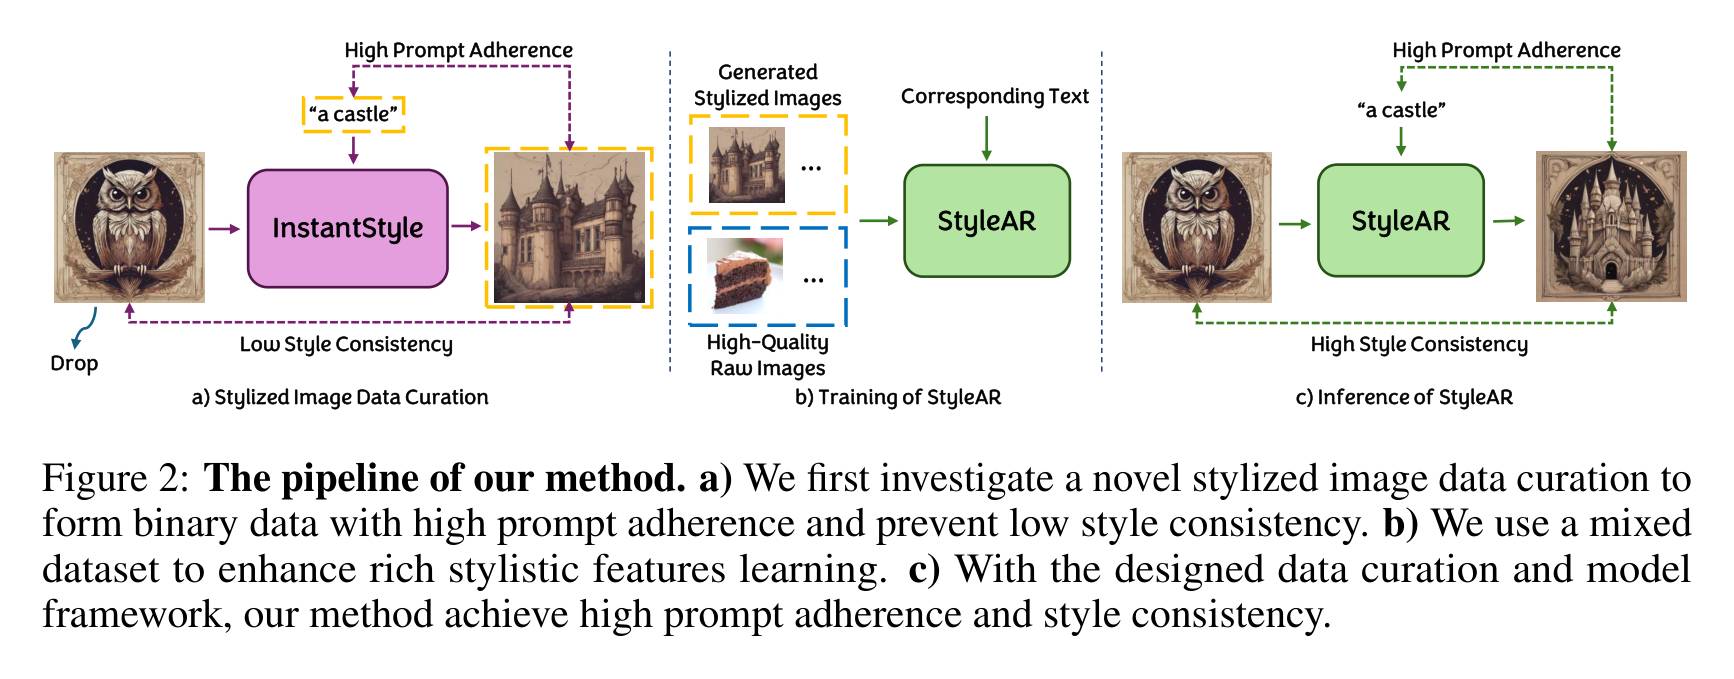 High Prompt Adherence
“a castle”
InstantStyle
Low Style Consistency
Drop
a) Stylized Image Data Curation
Generated
Stylized Images
...
High-Quality
Raw Images
...
Corresponding Text
StyleAR
b) Training of StyleAR
High Prompt Adherence
“a castle”
StyleAR
High Style Consistency
c) Inference of StyleAR
Figure 2: The pipeline of our method. a) We first investigate a novel stylized image data curation to
form binary data with high prompt adherence and prevent low style consistency. b) We use a mixed
dataset to enhance rich stylistic features learning. c) With the designed data curation and model
framework, our method achieve high prompt adherence and style consistency.